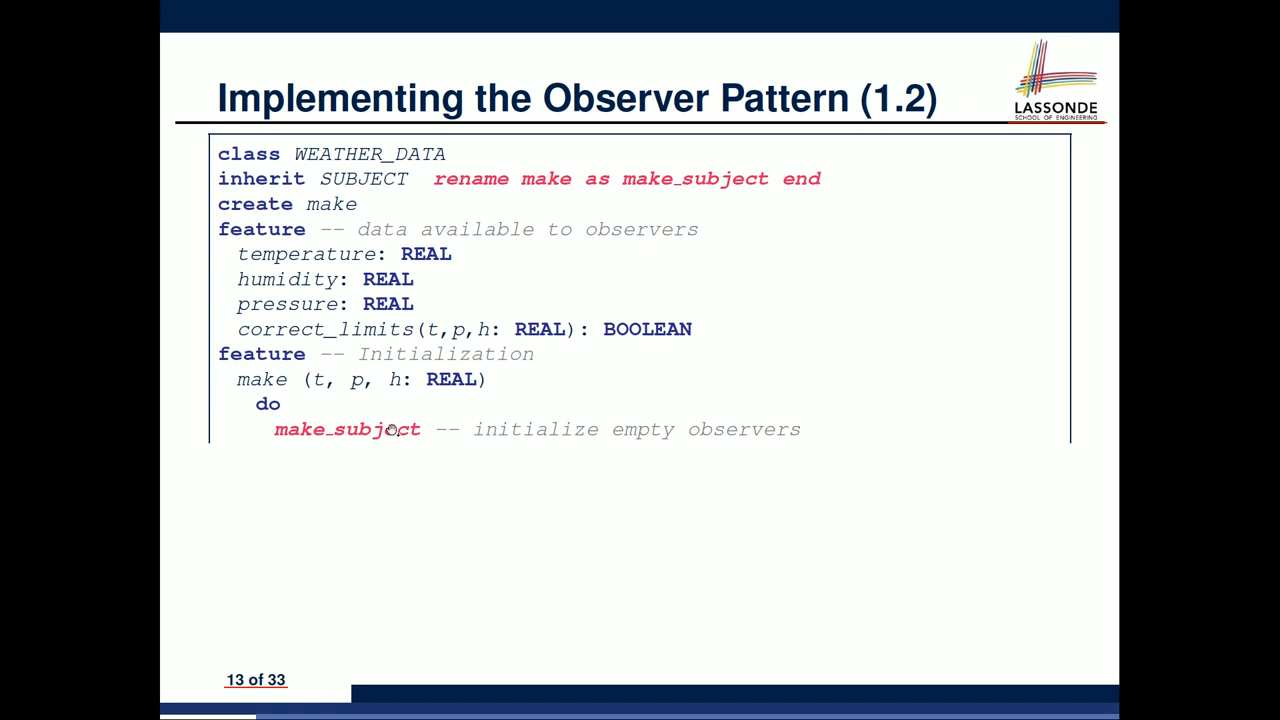 Implementing the Observer Pattern (1.2)
LASSONDE
SCHOOL OF ENGINEERING
class WEATHER_DATA
inherit SUBJECT rename make as make_subject end
create make
feature -- data available to observers
temperature: REAL
humidity: REAL
pressure: REAL
correct_limits(t,p,h: REAL): BOOLEAN
feature -- Initialization
make (t, p, h: REAL)
do
make_subject -- initialize empty observers
13 of 33